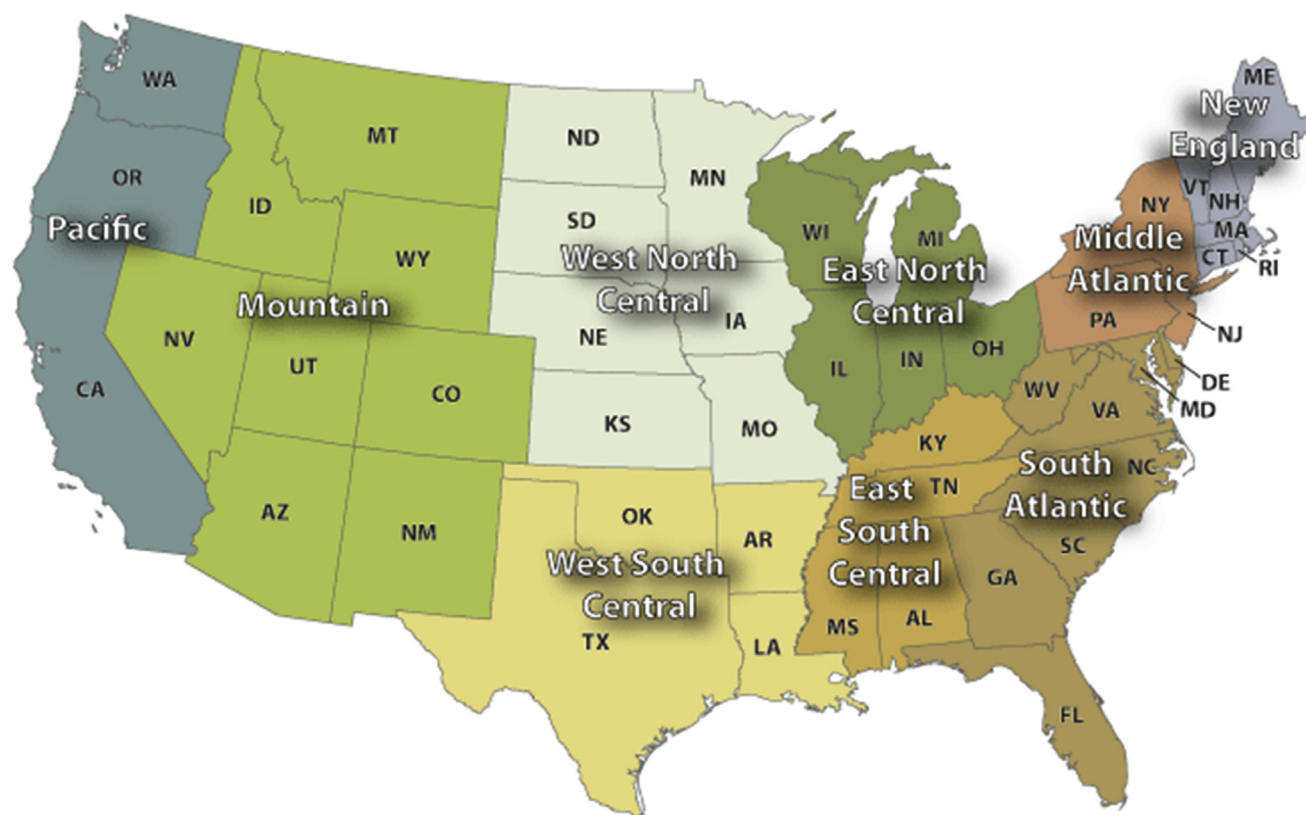 ME
WA
New
MT
ND
England
OR
MN
VT
NY
NH
ID
SD
Pacific
WI
MI
MA
Middle
CT
WY
West North
East North
RI
Atlantic
Mountain
Central
Central
NV
NE
IA
PA
NJ
UT
IN
OH
IL
DE
CA
CO
WV
MD
VA
KS
MO
KY
South
NC
East
TN
Atlantic
AZ
OK
NM
AR
South
SC
West South
Central
GA
Central
TX
MS
AL
LA
FL